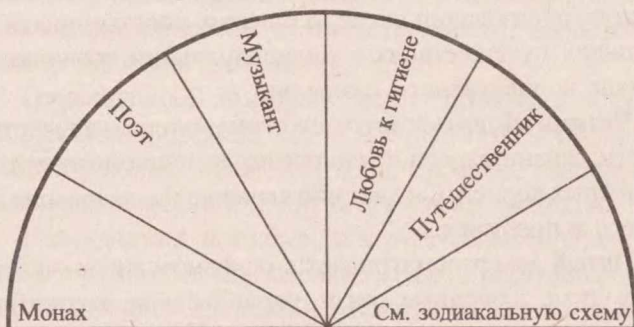 Монах
Поэт
Музыкант
Любовь к гигиене
Путешественник
См. зодиакальную схему